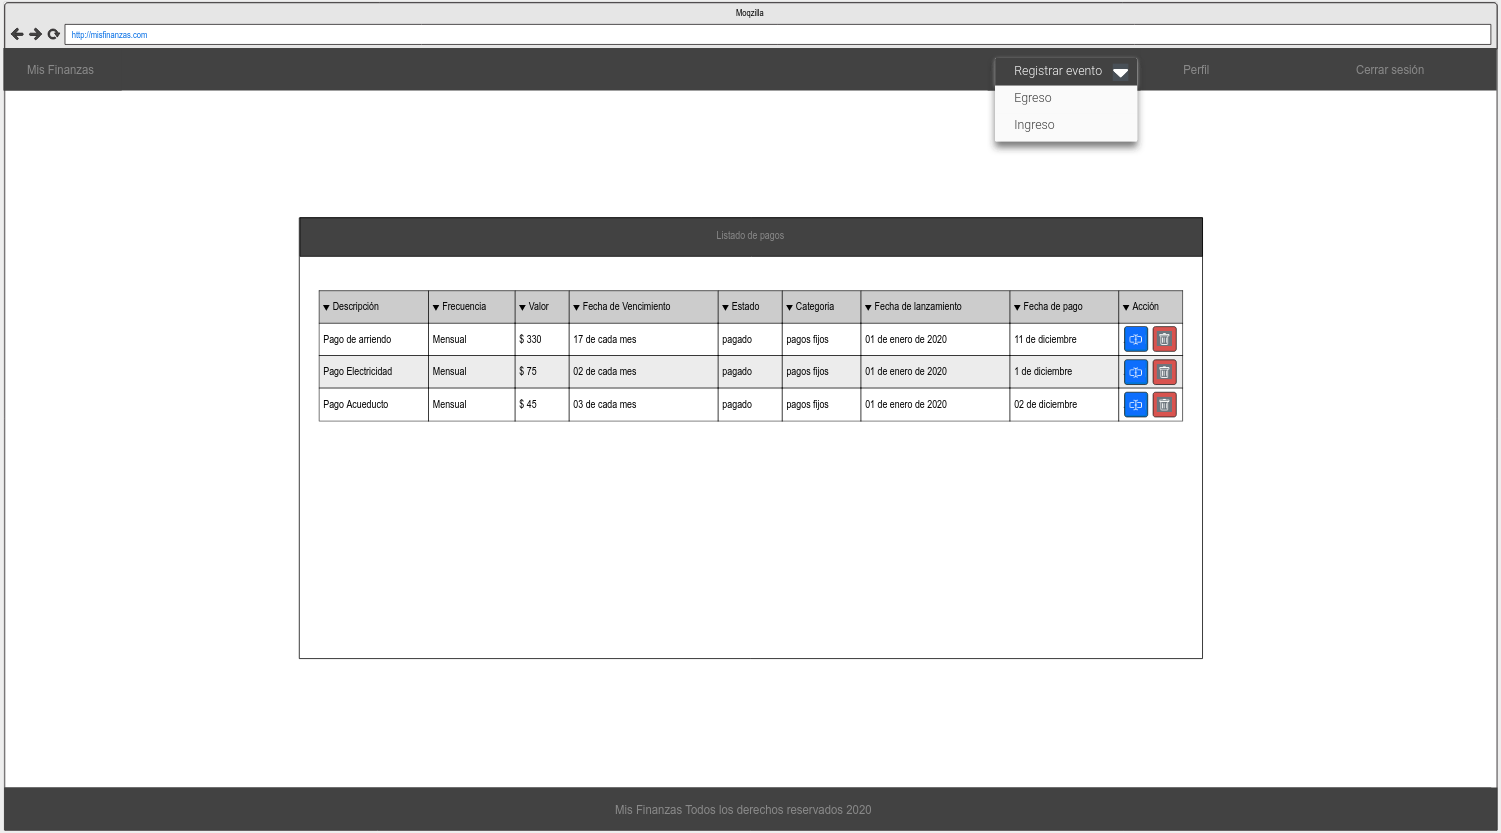 Moqzilla
http://misfinanzas.com
Mis Finanzas Registrar evento Perfil Cerrar sesión
Egreso
Ingreso
Listado de pagos
Descripción Frecuencia Valor Fecha de Vencimiento Estado Categoria Fecha de lanzamiento Fecha de pago Acción
Pago de arriendo Mensual $ 330 17 de cada mes pagado pagos fijos 01 de enero de 2020 11 de diciembre
Pago Electricidad Mensual $ 75 02 de cada mes pagado pagos fijos 01 de enero de 2020 1 de diciembre
Pago Acueducto Mensual $ 45 03 de cada mes pagado pagos fijos 01 de enero de 2020 02 de diciembre
Mis Finanzas Todos los derechos reservados 2020